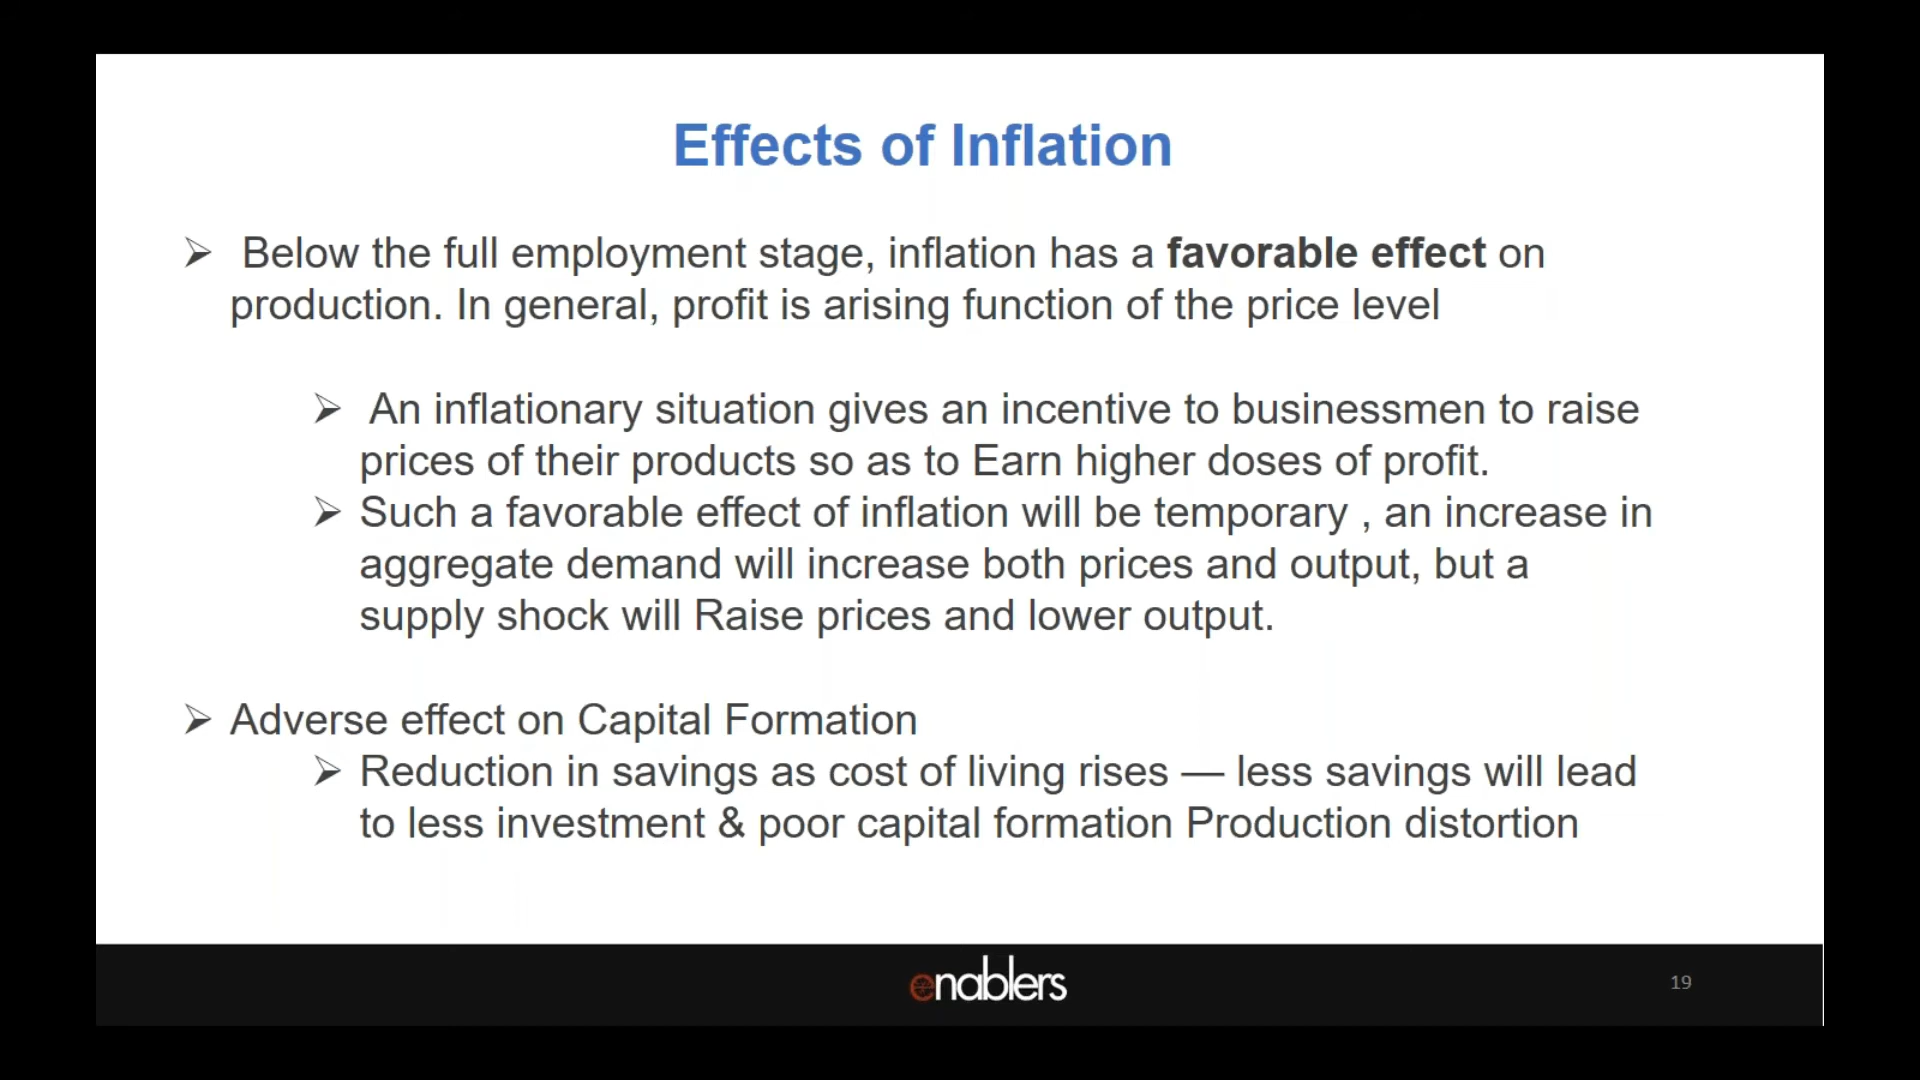 Effects of Inflation
➢ Below the full employment stage, inflation has a favorable effect on
production. In general, profit is arising function of the price level
➢ An inflationary situation gives an incentive to businessmen to raise
prices of their products so as to Earn higher doses of profit.
➢ Such a favorable effect of inflation will be temporary , an increase in
aggregate demand will increase both prices and output, but a
supply shock will Raise prices and lower output.
➢ Adverse effect on Capital Formation
➢ Reduction in savings as cost of living rises — less savings will lead
to less investment & poor capital formation Production distortion
enablers
19